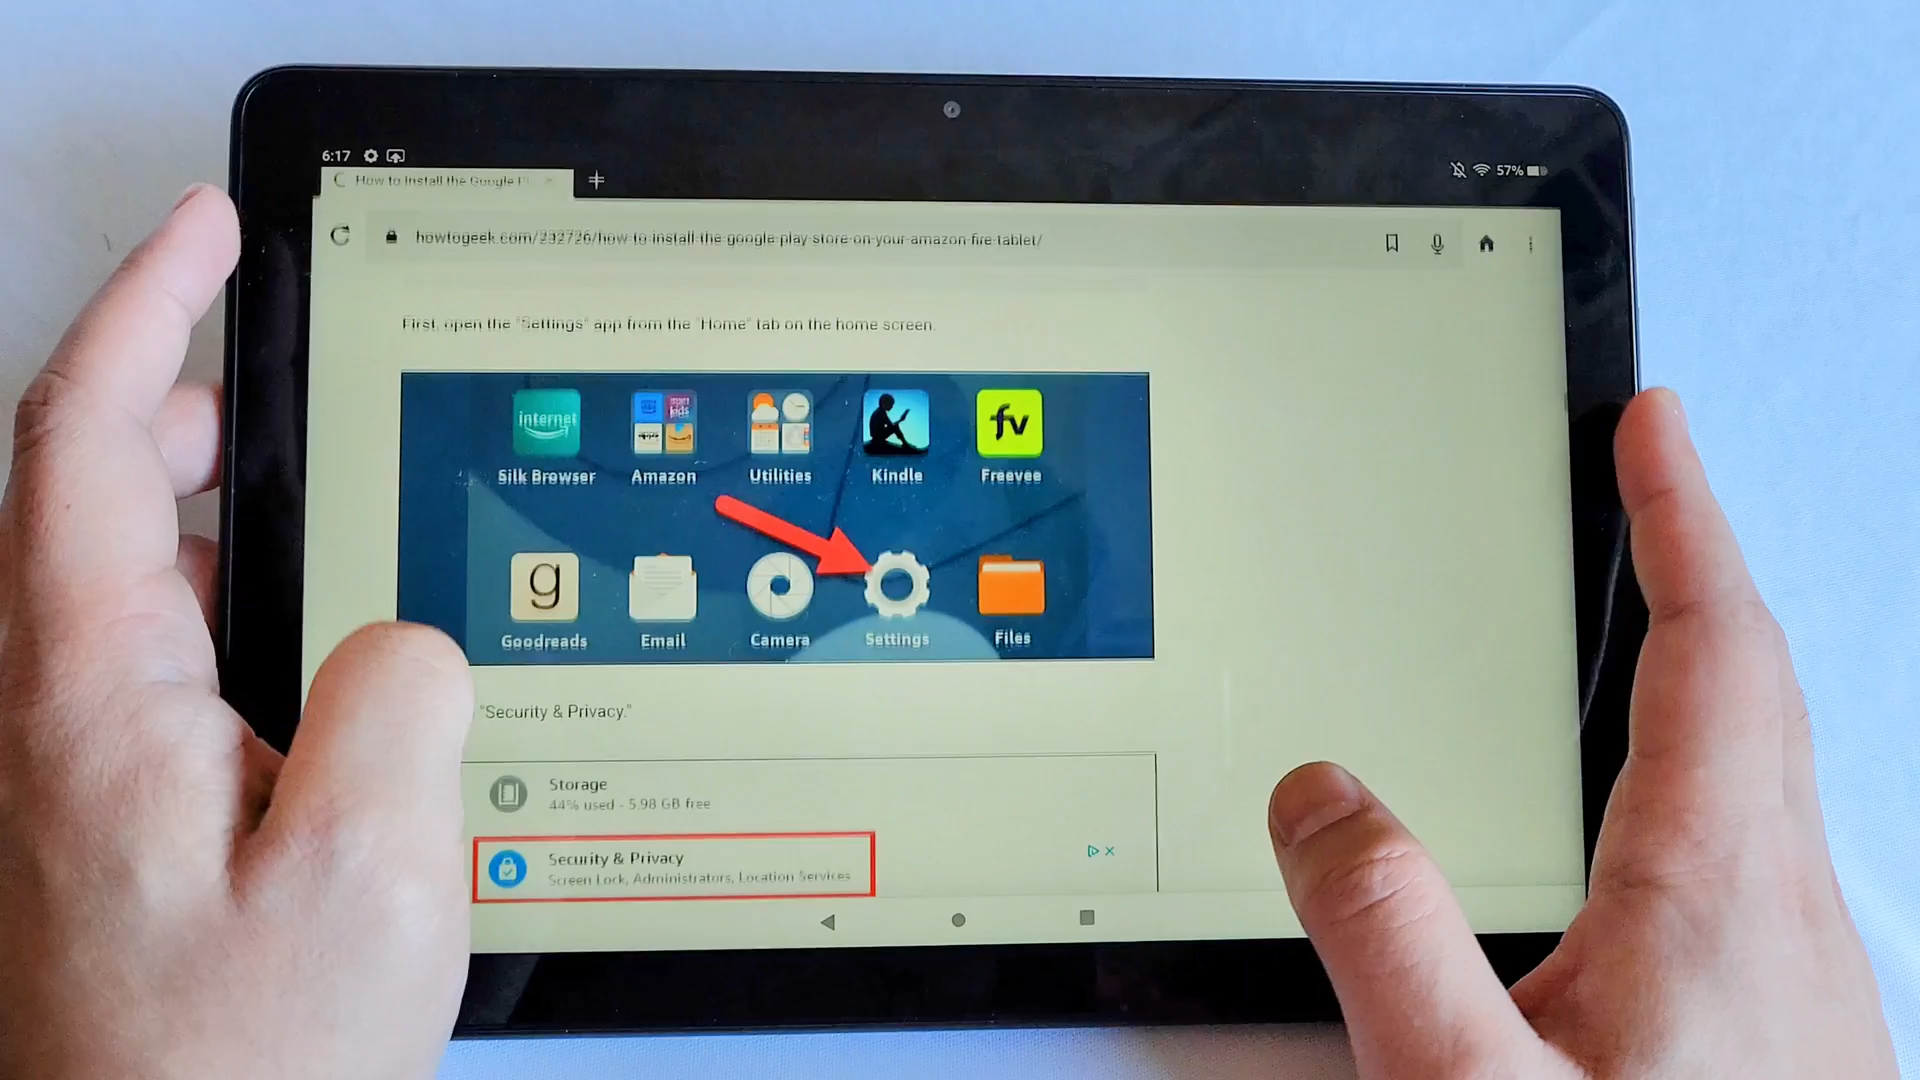 6:17
57%
How to Install the Google
howtogeek.com/232726/how-to-install-the-google-play-store-on-your-amazon-fire-tablet/
First, open the "Settings" app from the "Home" tab on the home screen.
internet
kids
fv
Silk Browser Amazon Utilities Kindle Freevee
g
Goodreads Email Camera Settings Files
"Security & Privacy."
Storage
44% used - 5.98 GB free
Security & Privacy
Screen Lock, Administrators, Location Services